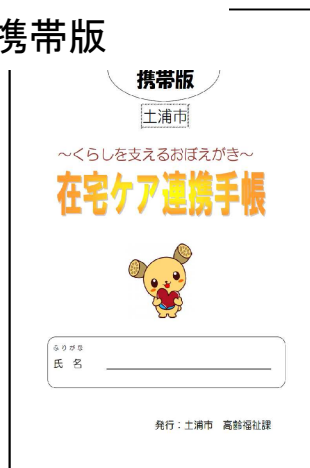 携帯版
携帯版
土浦市
～くらしを支えるおぼえがき～
在宅ケア連携手帳
ふりがな
氏 名
発行：土浦市 高齢福祉課